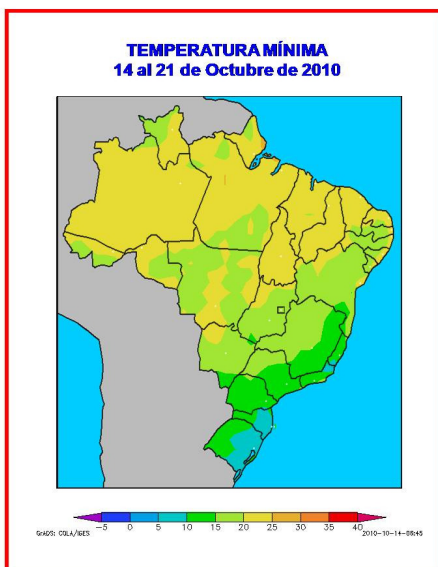 TEMPERATURA MÍNIMA
14 al 21 de Octubre de 2010
-5 0 5 10 15 20 25 30 35 40
GrADS: COLA/IGES 2010-10-14-06:45